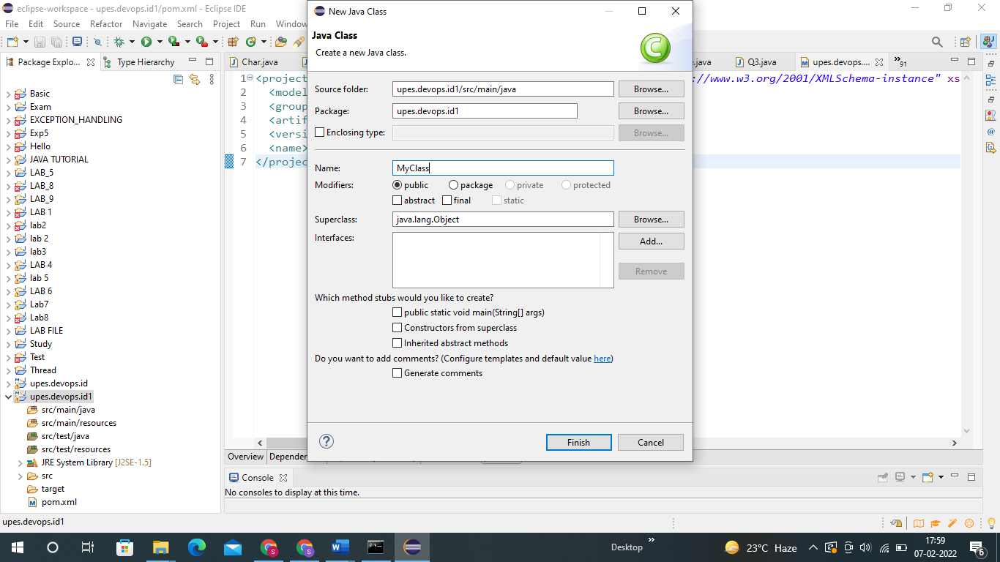 eclipse-workspace - upes.devops.id1/pom.xml - Eclipse IDE
File Edit Source Refactor Navigate Search Project Run Window
Package Explo... Type Hierarchy
Basic
Exam
EXCEPTION_HANDLING
Exp5
Hello
JAVA TUTORIAL
LAB_5
LAB_8
LAB_9
LAB 1
lab2
lab 2
lab3
LAB 4
lab 5
LAB 6
Lab7
Lab8
LAB FILE
Study
Test
Thread
upes.devops.id
upes.devops.id1
src/main/java
src/main/resources
src/test/java
src/test/resources
JRE System Library [J2SE-1.5]
src
target
pom.xml
Char.java
e.java Q3.java upes.devops.... 91
1 <project ://www.w3.org/2001/XMLSchema-instance" xs
2 <model
3 <group
4 <artif
5 <versi
6 <name>
7 </projec
Overview Depender
New Java Class
Java Class
Create a new Java class.
Source folder: upes.devops.id1/src/main/java Browse...
Package: upes.devops.id1 Browse...
Enclosing type: Browse...
Name: MyClass
Modifiers: public package private protected
abstract final static
Superclass: java.lang.Object Browse...
Interfaces: Add...
Remove
Which method stubs would you like to create?
public static void main(String[] args)
Constructors from superclass
Inherited abstract methods
Do you want to add comments? (Configure templates and default value here)
Generate comments
Finish Cancel
Console
No consoles to display at this time.
upes.devops.id1
Desktop
23°C Haze
17:59
07-02-2022
6